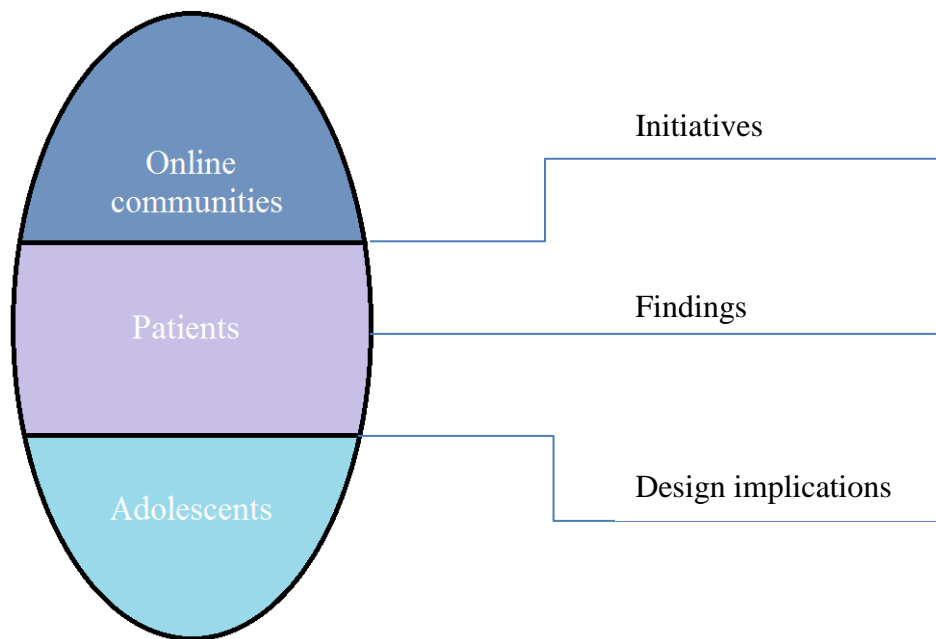 Initiatives
Online
communities
Findings
Patients
Design implications
Adolescents